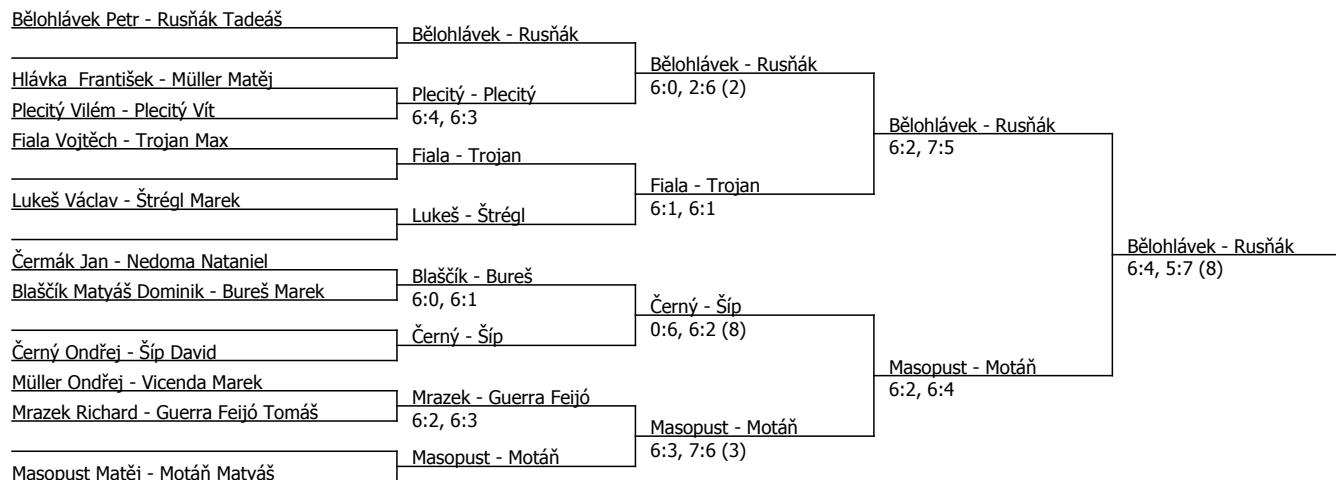 Bělohlávek Petr - Rusňák Tadeáš
Bělohlávek - Rusňák
Bělohlávek - Rusňák
6:0, 2:6 (2)
Hlávka  František - Müller Matěj
Plecitý Vilém - Plecitý Vít
Plecitý - Plecitý
6:4, 6:3
Bělohlávek - Rusňák
6:2, 7:5
Fiala Vojtěch - Trojan Max
Fiala - Trojan
Fiala - Trojan
6:1, 6:1
Lukeš Václav - Štrégl Marek
Lukeš - Štrégl
Bělohlávek - Rusňák
6:4, 5:7 (8)
Čermák Jan - Nedoma Nataniel
Blaščík Matyáš Dominik - Bureš Marek
Blaščík - Bureš
6:0, 6:1
Černý - Šíp
0:6, 6:2 (8)
Černý - Šíp
Černý Ondřej - Šíp David
Masopust - Motáň
6:2, 6:4
Müller Ondřej - Vicenda Marek
Mrazek Richard - Guerra Feijó Tomáš
Mrazek - Guerra Feijó
6:2, 6:3
Masopust - Motáň
6:3, 7:6 (3)
Masopust - Motáň
Masopust Matěj - Motáň Matyáš